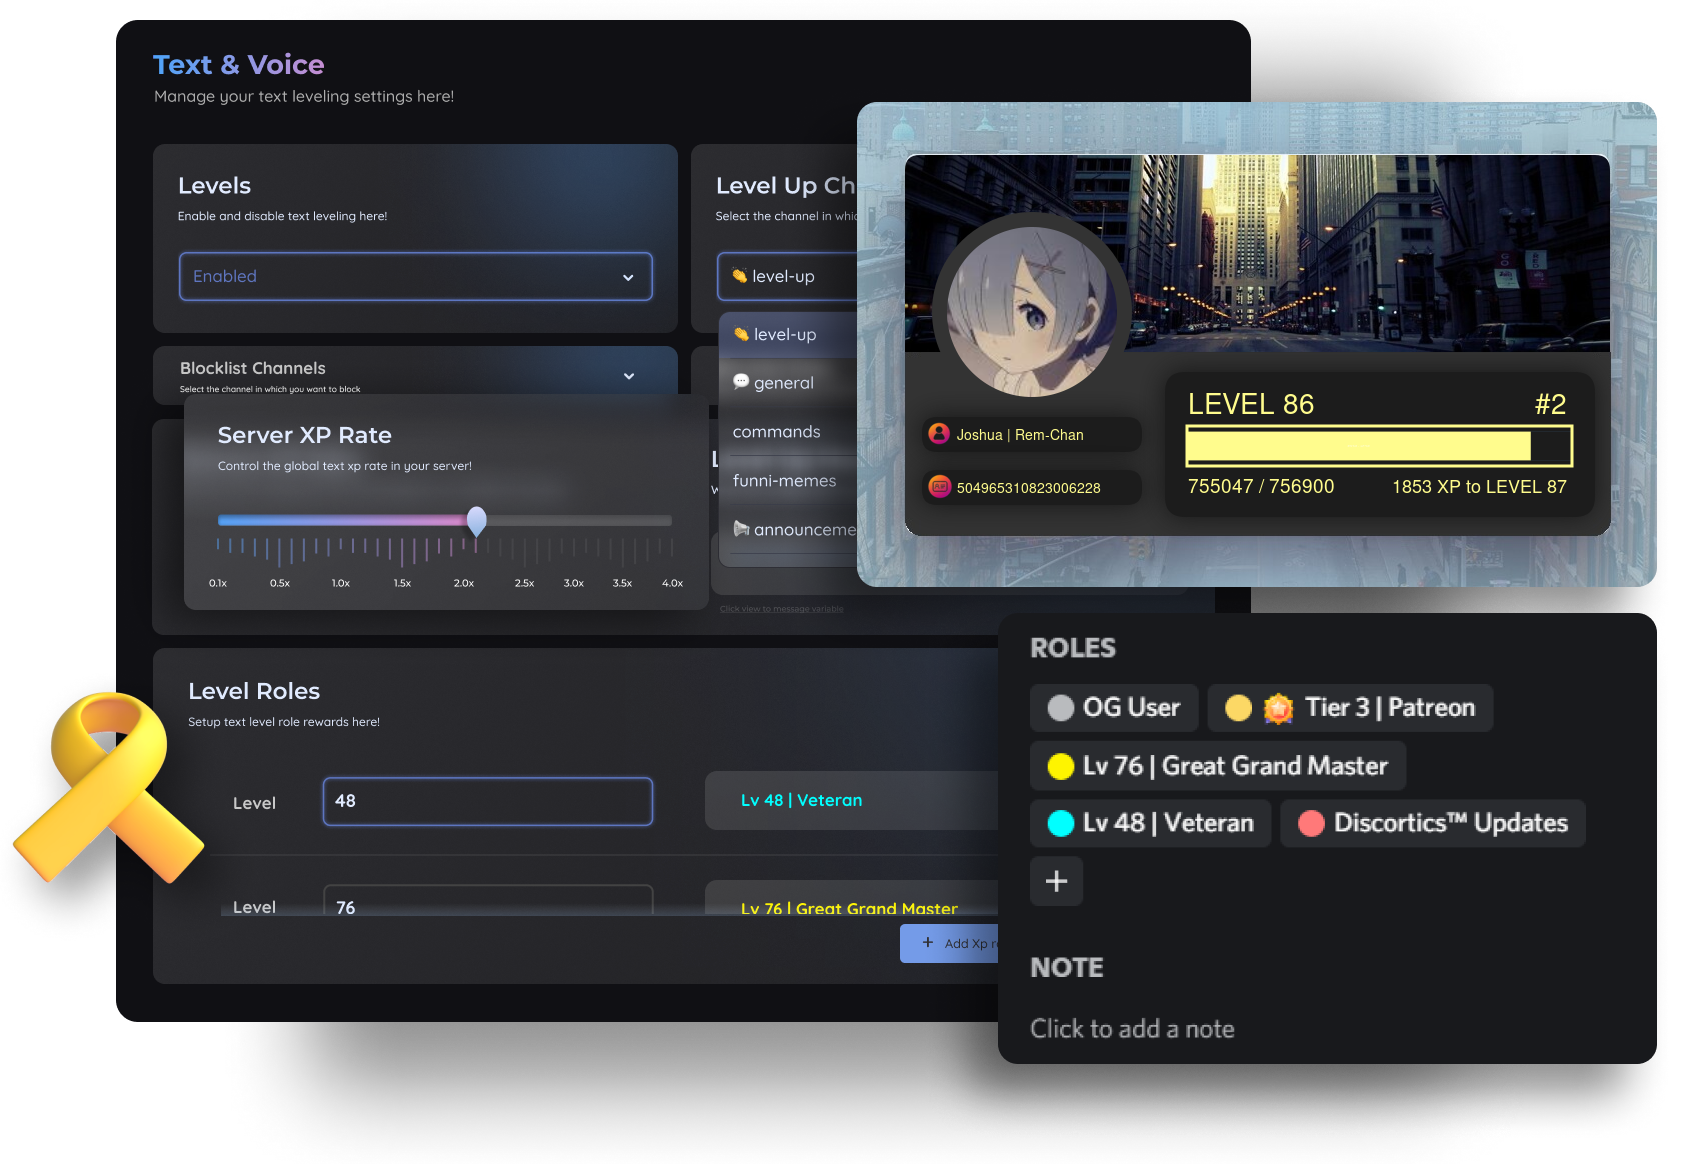 Text & Voice
Manage your text leveling settings here!
Levels
Enable and disable text leveling here!
Enabled
Level Up Ch
Select the channel in which
level-up
level-up
general
commands
funni-memes
announceme
Blocklist Channels
Select the channel in which you want to block
Server XP Rate
Control the global text xp rate in your server!
0.1x 0.5x 1.0x 1.5x 2.0x 2.5x 3.0x 3.5x 4.0x
Click view to message variable
Level Roles
Setup text level role rewards here!
Level 48 Lv 48 | Veteran
Level 76 Lv 76 | Great Grand Master
+ Add Xp r
Joshua | Rem-Chan
504965310823006228
LEVEL 86 #2
755047 / 756900 1853 XP to LEVEL 87
ROLES
OG User Tier 3 | Patreon
Lv 76 | Great Grand Master
Lv 48 | Veteran Discortics™ Updates
+
NOTE
Click to add a note